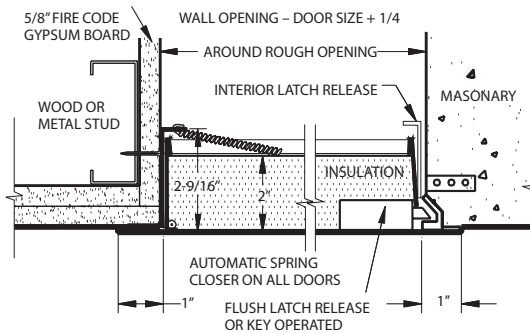 5/8” FIRE CODE
GYPSUM BOARD
WALL OPENING – DOOR SIZE + 1/4
AROUND ROUGH OPENING
INTERIOR LATCH RELEASE
MASONARY
WOOD OR
METAL STUD
INSULATION
2-9/16”
2”
AUTOMATIC SPRING
CLOSER ON ALL DOORS
1”
1”
FLUSH LATCH RELEASE
OR KEY OPERATED